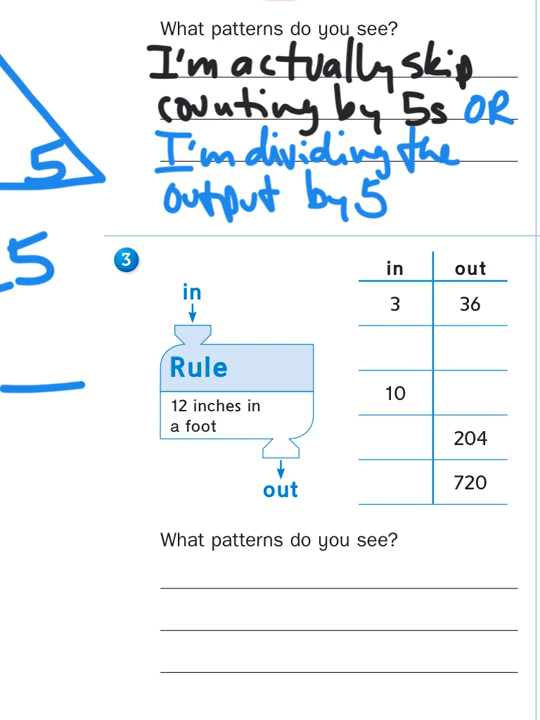 What patterns do you see?
I'm actually skip
counting by 5s OR
I'm dividing the
output by 5
5
5
3
in
Rule
12 inches in
a foot
out
in out
3 36
10
204
720
What patterns do you see?